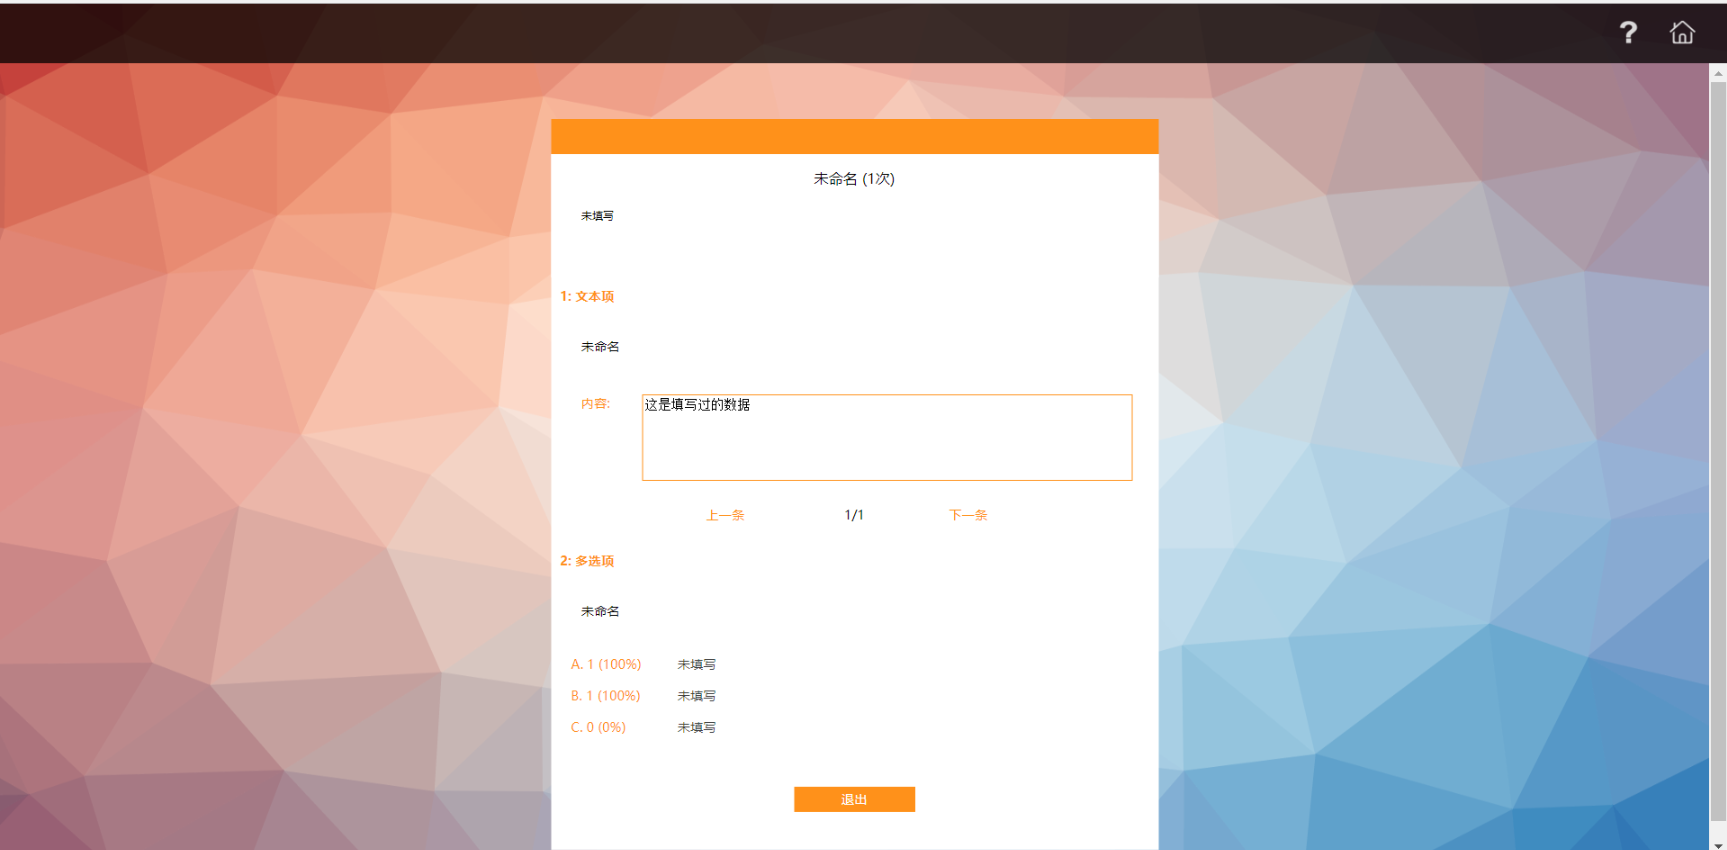 ?
未命名 (1次)
未填写
1: 文本项
未命名
内容:
这是填写过的数据
上一条 1/1 下一条
2: 多选项
未命名
A. 1 (100%) 未填写
B. 1 (100%) 未填写
C. 0 (0%) 未填写
退出